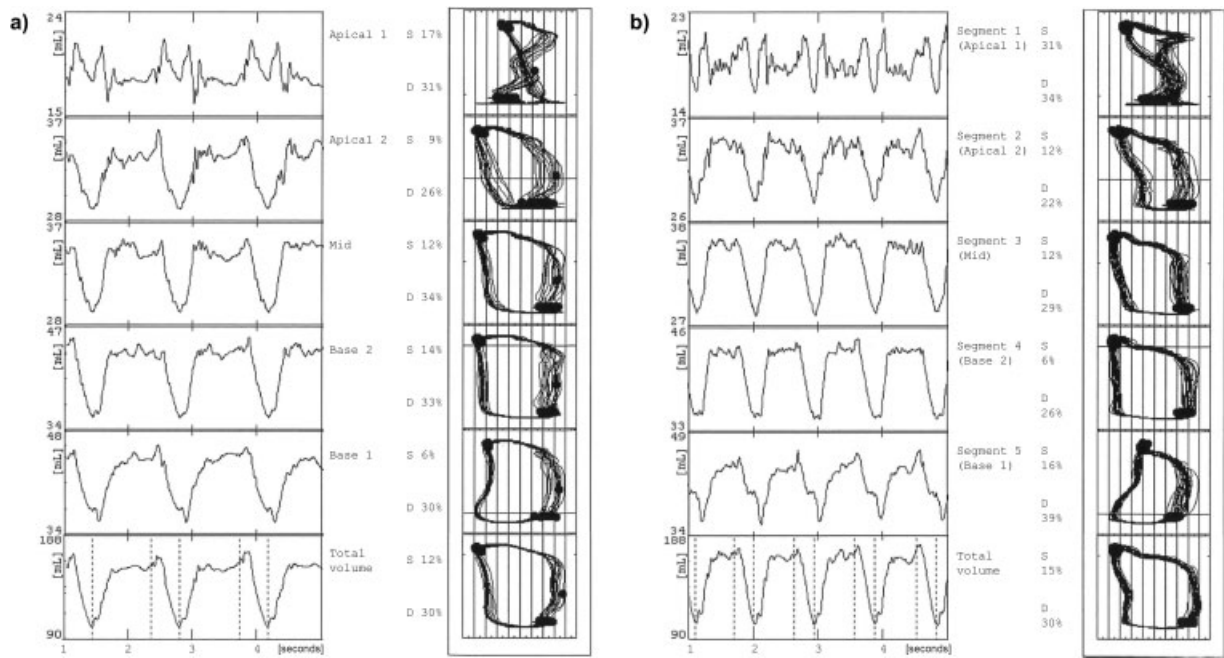 a)
24
[mL]
15
Apical 1 S 17%
D 31%
37
[mL]
28
Apical 2 S 9%
D 26%
37
[mL]
28
Mid S 12%
D 34%
47
[mL]
34
Base 2 S 14%
D 33%
48
[mL]
34
Base 1 S 6%
D 30%
188
[mL]
90
Total volume S 12%
D 30%
1 2 3 4 [seconds]
b)
23
[mL]
14
Segment 1 (Apical 1) S 31%
D 34%
37
[mL]
26
Segment 2 (Apical 2) S 12%
D 22%
38
[mL]
27
Segment 3 (Mid) S 12%
D 29%
46
[mL]
33
Segment 4 (Base 2) S 6%
D 26%
49
[mL]
34
Segment 5 (Base 1) S 16%
D 39%
188
[mL]
90
Total volume S 15%
D 30%
1 2 3 4 [seconds]